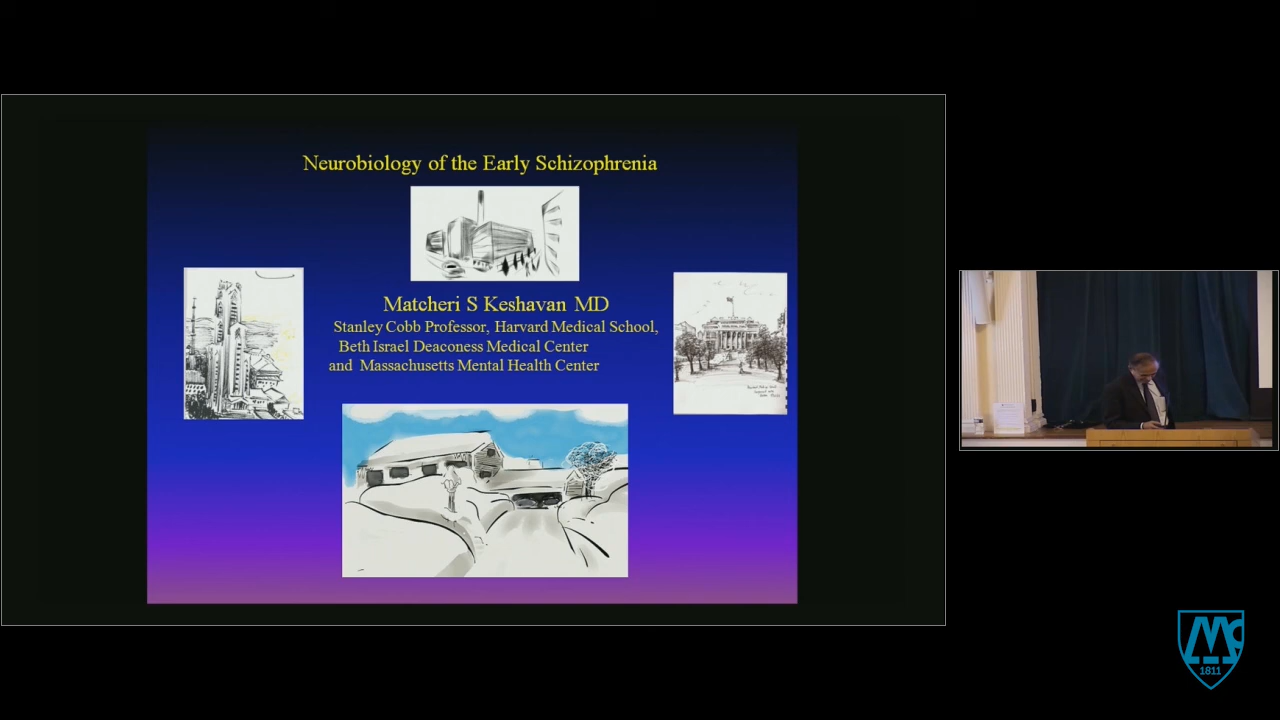 Neurobiology of the Early Schizophrenia
Matcheri S Keshavan MD
Stanley Cobb Professor, Harvard Medical School,
Beth Israel Deaconess Medical Center
and Massachusetts Mental Health Center
1811